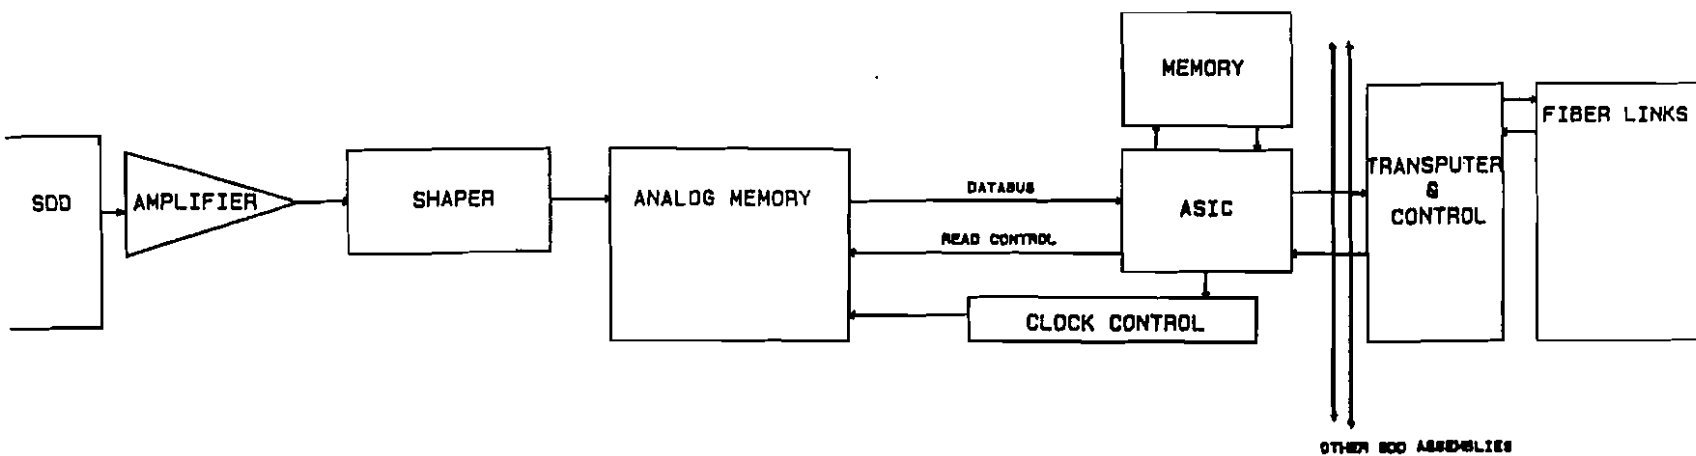 MEMORY
FIBER LINKS
SDD
AMPLIFIER
SHAPER
ANALOG MEMORY
DATABUS
ASIC
TRANSPUTER
&
CONTROL
READ CONTROL
CLOCK CONTROL
OTHER SDD ASSEMBLIES